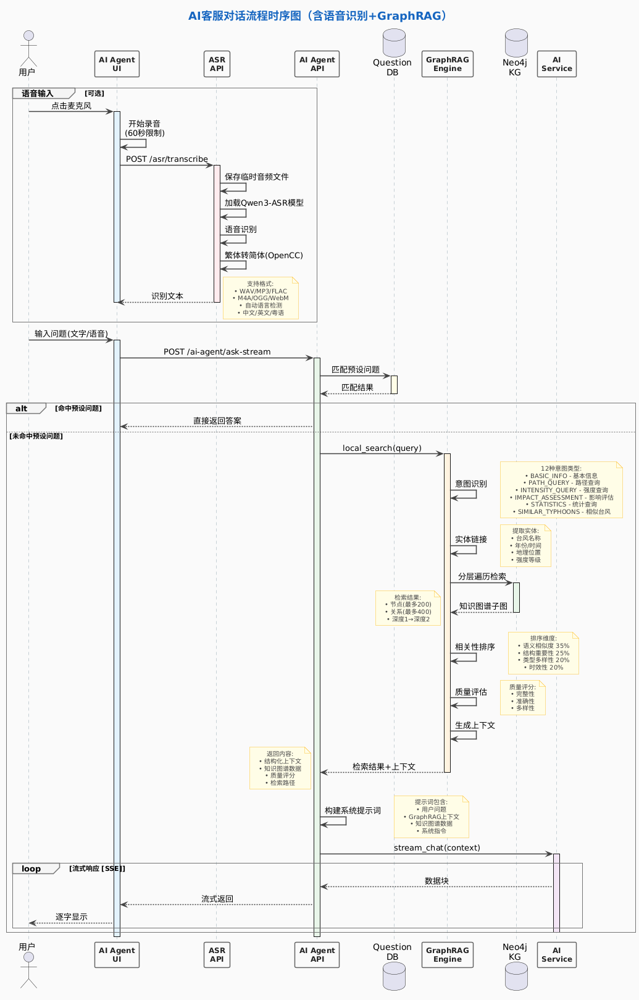 AI客服对话流程时序图（含语音识别+GraphRAG）
用户
AI Agent
UI
ASR
API
AI Agent
API
Question
DB
GraphRAG
Engine
Neo4j
KG
AI
Service
语音输入 [可选]
点击麦克风
开始录音
(60秒限制)
POST /asr/transcribe
保存临时音频文件
加载Qwen3-ASR模型
语音识别
繁体转简体(OpenCC)
支持格式:
• WAV/MP3/FLAC
• M4A/OGG/WebM
• 自动语言检测
• 中文/英文/粤语
识别文本
输入问题(文字/语音)
POST /ai-agent/ask-stream
匹配预设问题
匹配结果
alt [命中预设问题]
直接返回答案
[未命中预设问题]
local_search(query)
12种意图类型:
• BASIC_INFO - 基本信息
• PATH_QUERY - 路径查询
• INTENSITY_QUERY - 强度查询
• IMPACT_ASSESSMENT - 影响评估
• STATISTICS - 统计查询
• SIMILAR_TYPHOONS - 相似台风
意图识别
提取实体:
• 台风名称
• 年份/时间
• 地理位置
• 强度等级
实体链接
分层遍历检索
检索结果:
• 节点(最多200)
• 关系(最多400)
• 深度1→深度2
知识图谱子图
排序维度:
• 语义相似度 35%
• 结构重要性 25%
• 类型多样性 20%
• 时效性 20%
相关性排序
质量评分:
• 完整性
• 准确性
• 多样性
质量评估
生成上下文
返回内容:
• 结构化上下文
• 知识图谱数据
• 质量评分
• 检索路径
检索结果+上下文
提示词包含:
• 用户问题
• GraphRAG上下文
• 知识图谱数据
• 系统指令
构建系统提示词
stream_chat(context)
loop [流式响应 [SSE]]
数据块
流式返回
逐字显示
用户
AI Agent
UI
ASR
API
AI Agent
API
Question
DB
GraphRAG
Engine
Neo4j
KG
AI
Service